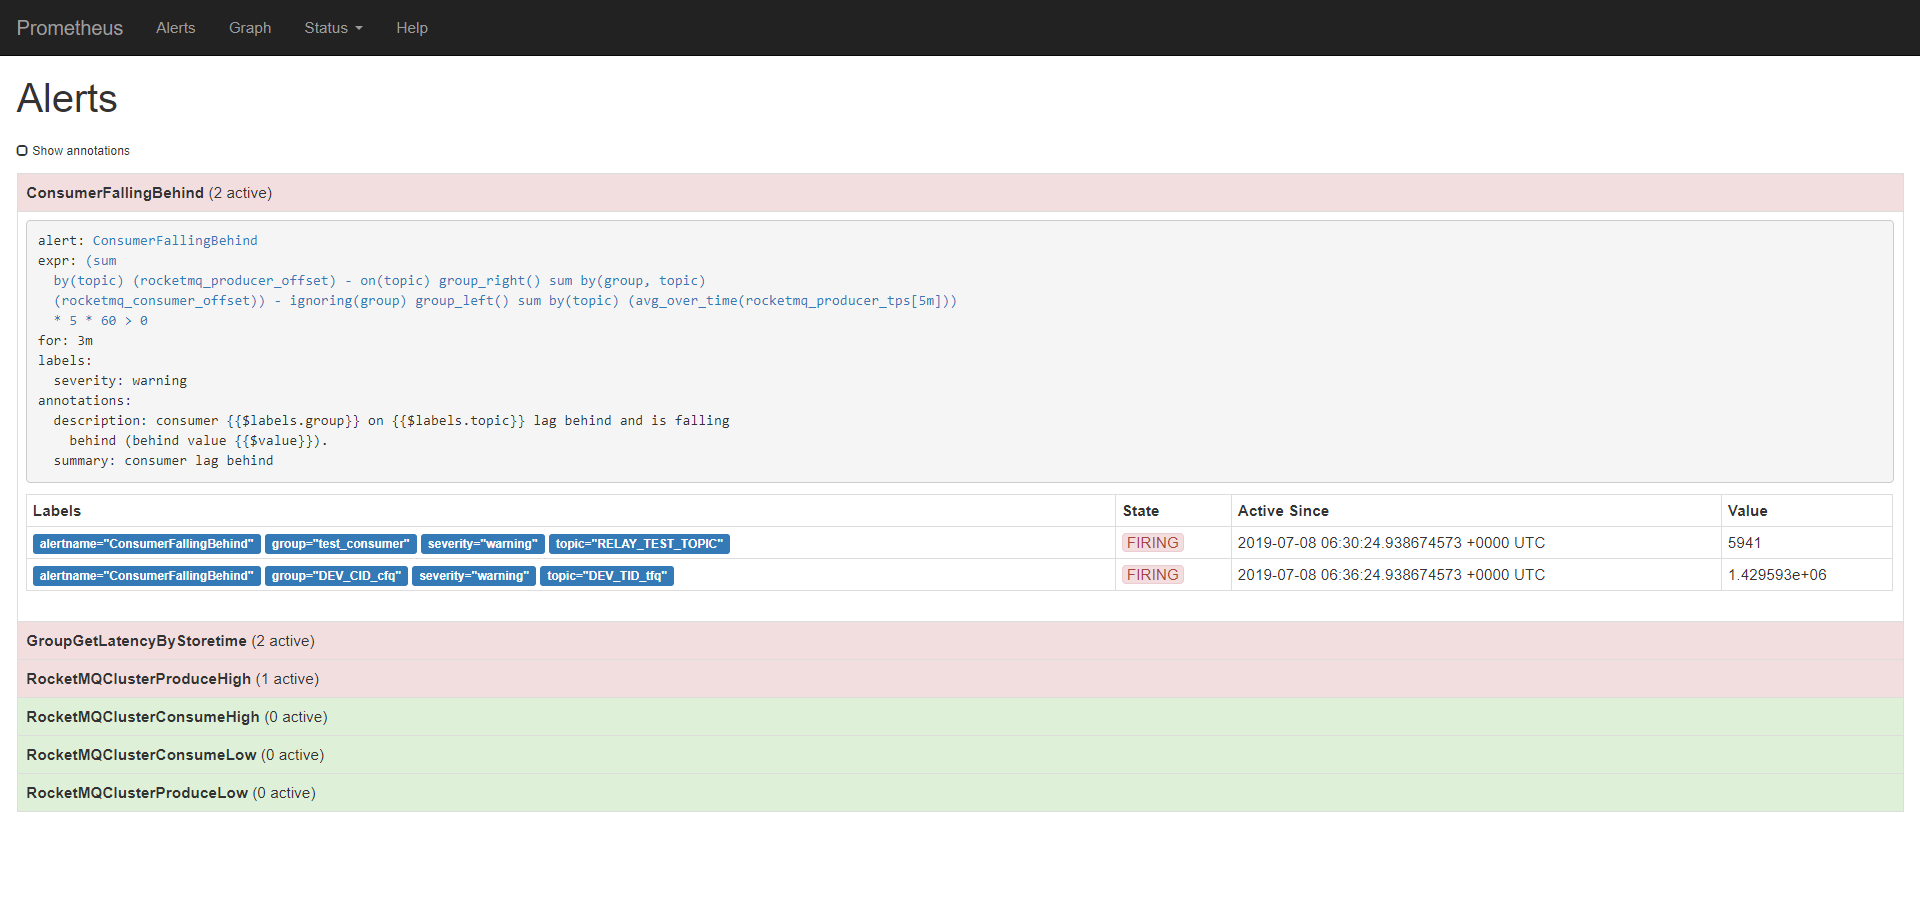 Prometheus Alerts Graph Status Help
Alerts
Show annotations
ConsumerFallingBehind (2 active)
alert: ConsumerFallingBehind
expr: (sum
by(topic) (rocketmq_producer_offset) - on(topic) group_right() sum by(group, topic)
(rocketmq_consumer_offset)) - ignoring(group) group_left() sum by(topic) (avg_over_time(rocketmq_producer_tps[5m]))
* 5 * 60 > 0
for: 3m
labels:
severity: warning
annotations:
description: consumer {{$labels.group}} on {{$labels.topic}} lag behind and is falling
behind (behind value {{$value}}).
summary: consumer lag behind
Labels State Active Since Value
alertname="ConsumerFallingBehind" group="test_consumer" severity="warning" topic="RELAY_TEST_TOPIC" FIRING 2019-07-08 06:30:24.938674573 +0000 UTC 5941
alertname="ConsumerFallingBehind" group="DEV_CID_cfq" severity="warning" topic="DEV_TID_tfq" FIRING 2019-07-08 06:36:24.938674573 +0000 UTC 1.429593e+06
GroupGetLatencyByStoretime (2 active)
RocketMQClusterProduceHigh (1 active)
RocketMQClusterConsumeHigh (0 active)
RocketMQClusterConsumeLow (0 active)
RocketMQClusterProduceLow (0 active)